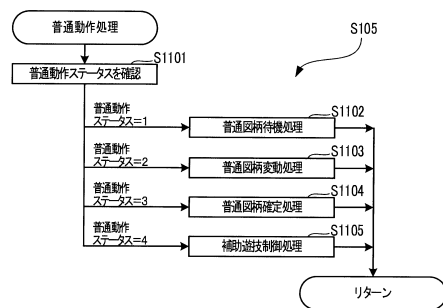 普通動作処理
S105
S1101
普通動作ステータスを確認
普通動作
ステータス=1
S1102
普通図柄待機処理
普通動作
ステータス=2
S1103
普通図柄変動処理
普通動作
ステータス=3
S1104
普通図柄確定処理
普通動作
ステータス=4
S1105
補助遊技制御処理
リターン